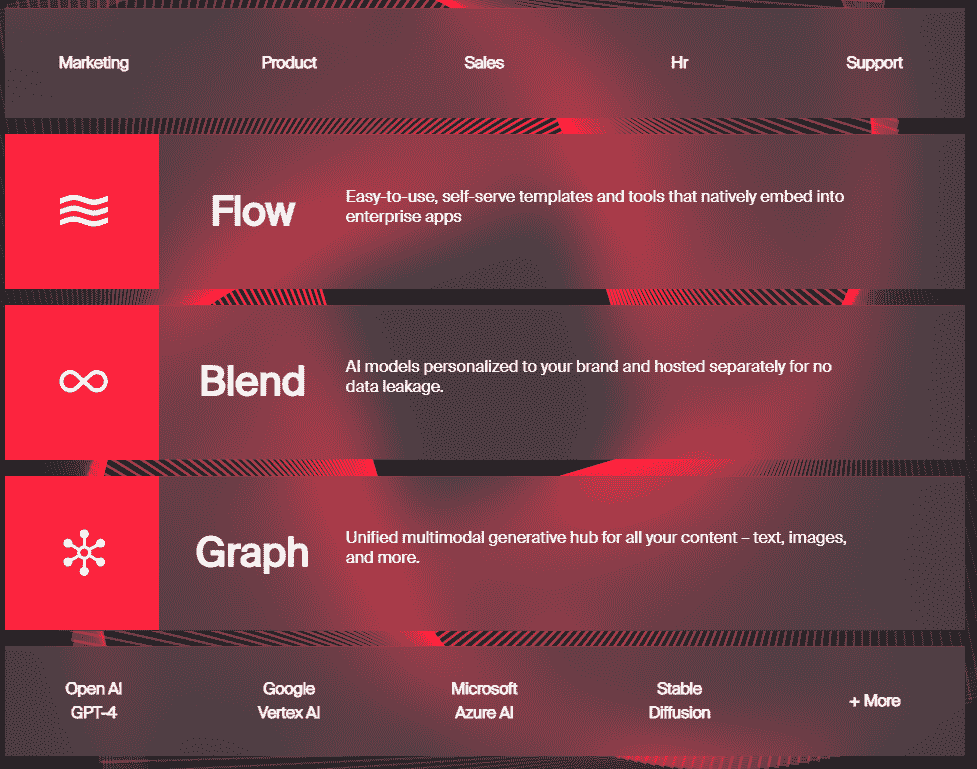 Marketing Product Sales Hr Support
Flow
Easy-to-use, self-serve templates and tools that natively embed into
enterprise apps
Blend
AI models personalized to your brand and hosted separately for no
data leakage.
Graph
Unified multimodal generative hub for all your content – text, images,
and more.
Open AI
GPT-4
Google
Vertex AI
Microsoft
Azure AI
Stable
Diffusion
+ More